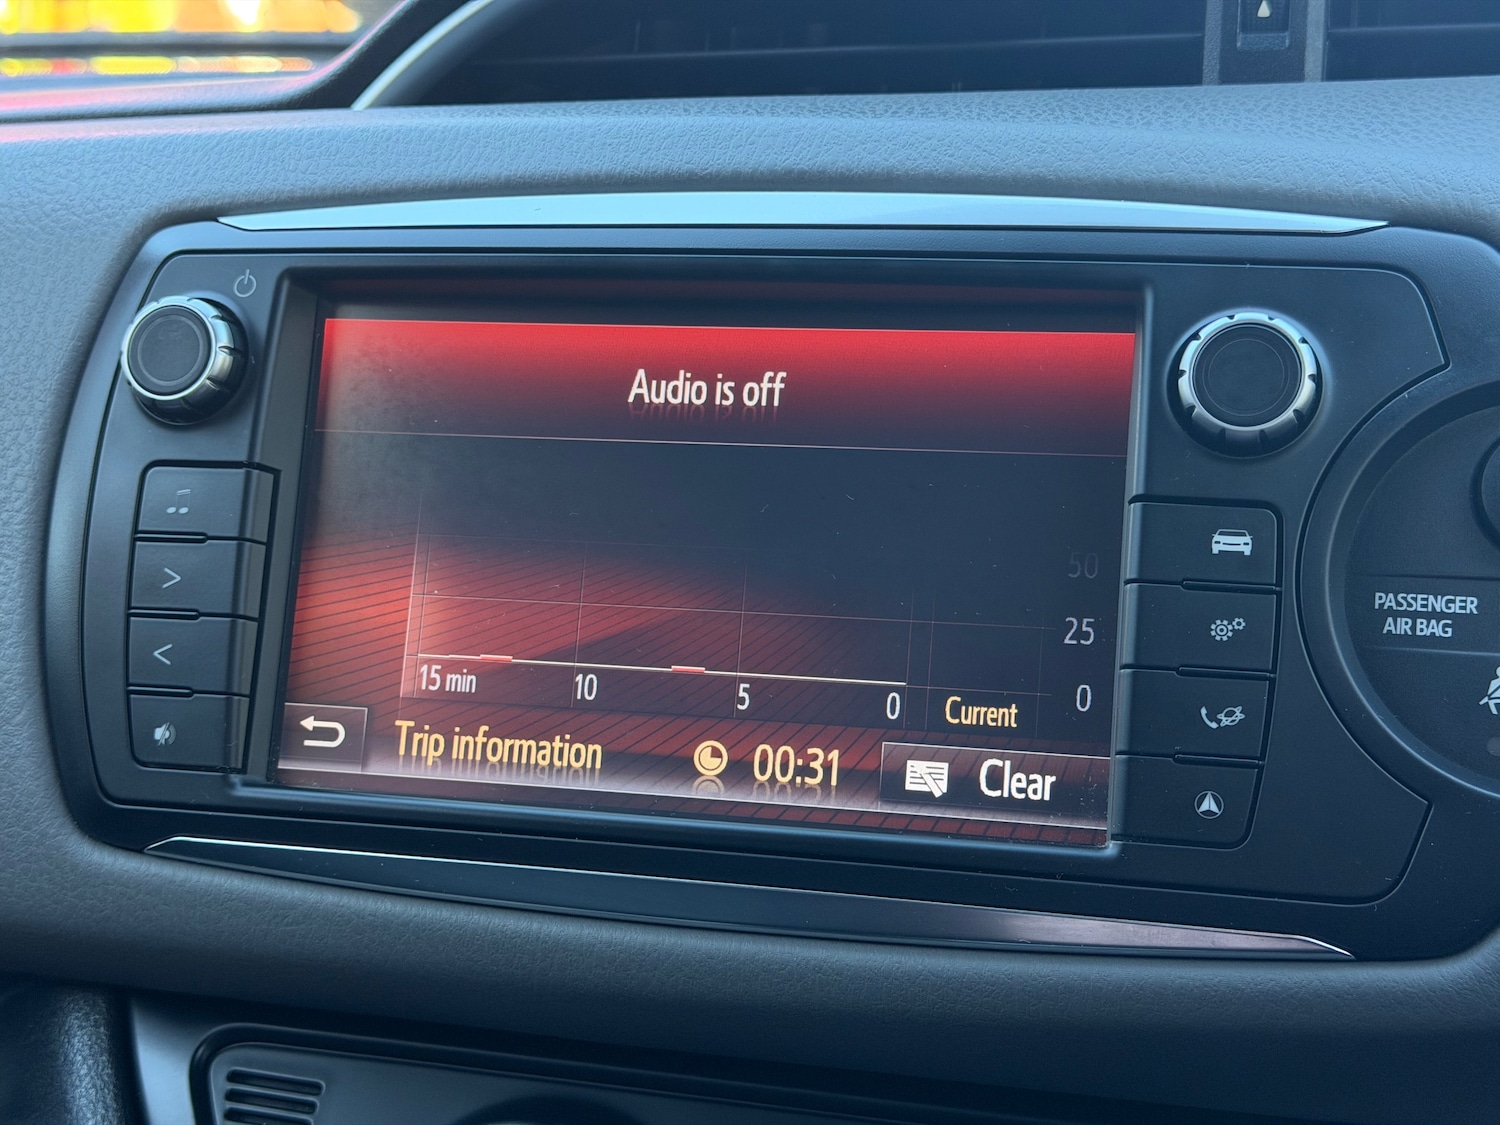 Audio is off
50
25
0
15 min 10 5 0
Current
Trip information 00:31 Clear
PASSENGER
AIR BAG